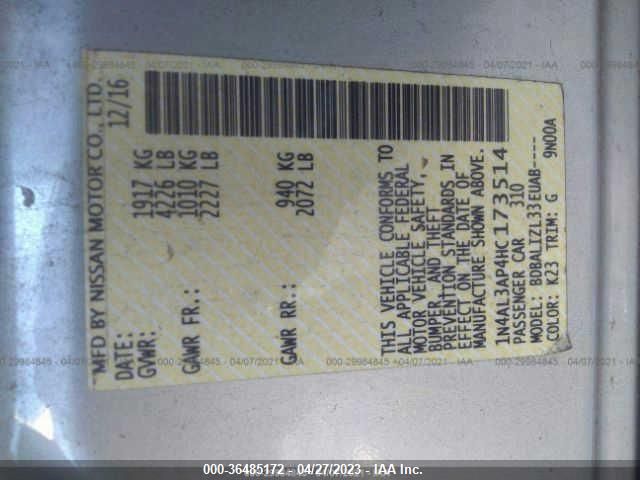 MFD BY NISSAN MOTOR CO., LTD.
DATE: 12/16
GVWR: 1917 KG
4226 LB
GAWR FR.: 1010 KG
2227 LB
GAWR RR.: 940 KG
2072 LB
THIS VEHICLE CONFORMS TO
ALL APPLICABLE FEDERAL
MOTOR VEHICLE SAFETY,
BUMPER, AND THEFT
PREVENTION STANDARDS IN
EFFECT ON THE DATE OF
MANUFACTURE SHOWN ABOVE.
1N4AL3AP4HC173514
PASSENGER CAR 310
MODEL: BDBALIZL33EUAB-----
COLOR: K23 TRIM: G 9N00A
000-36485172 - 04/27/2023 - IAA Inc.